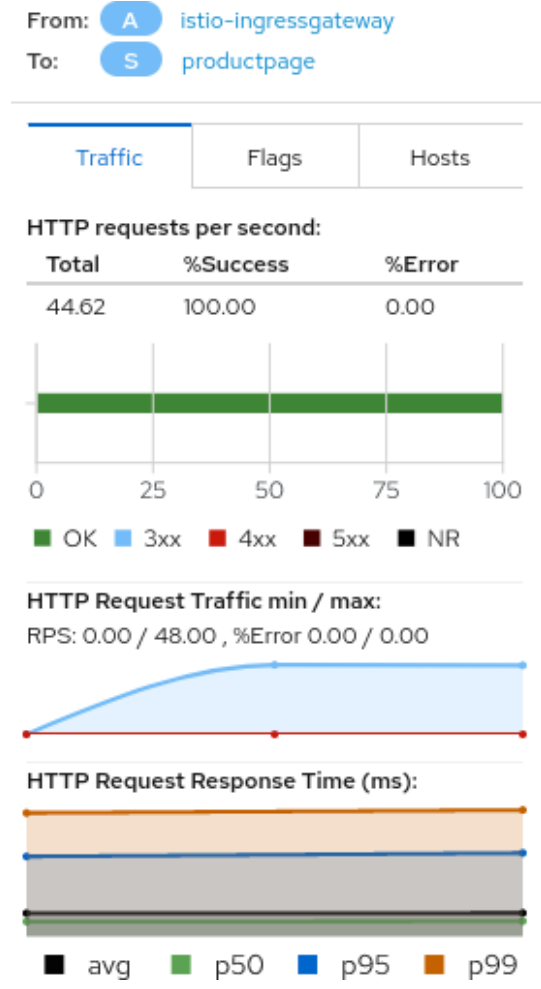 From: A istio-ingressgateway
To: S productpage
Traffic Flags Hosts
HTTP requests per second:
Total %Success %Error
44.62 100.00 0.00
0 25 50 75 100
OK 3xx 4xx 5xx NR
HTTP Request Traffic min / max:
RPS: 0.00 / 48.00 , %Error 0.00 / 0.00
HTTP Request Response Time (ms):
avg p50 p95 p99